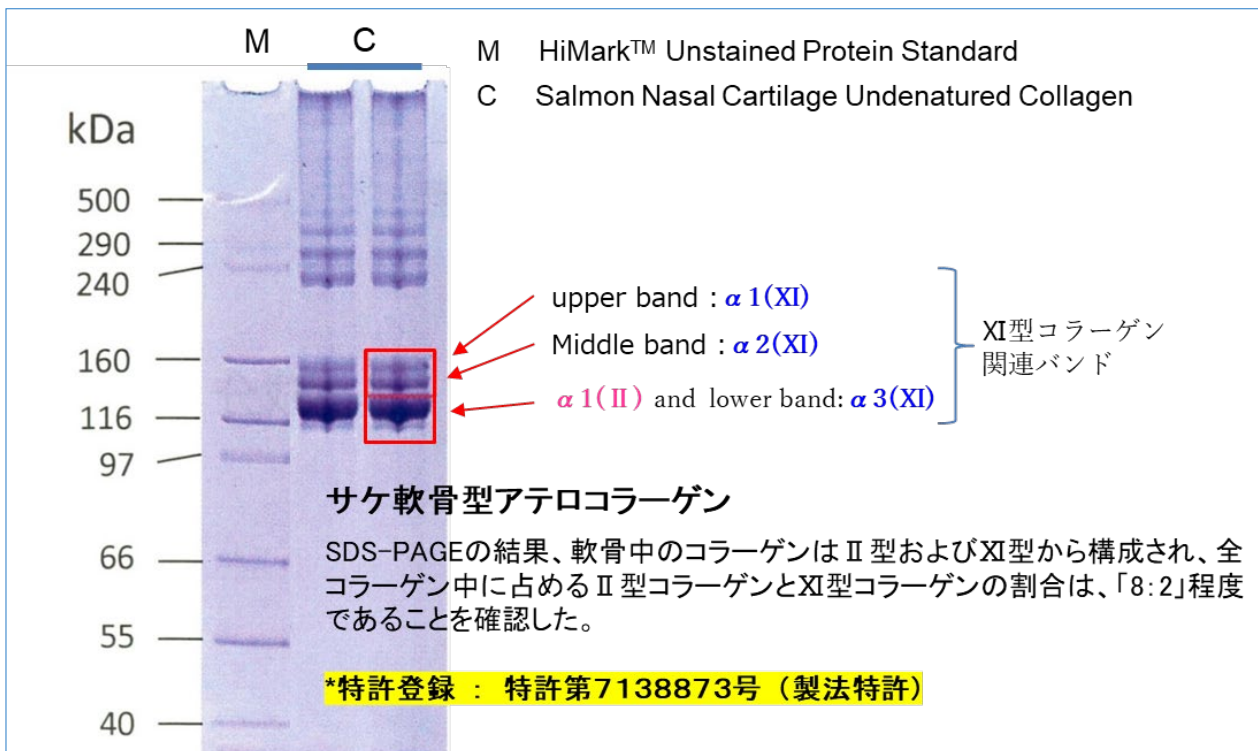 M C
M HiMark™ Unstained Protein Standard
C Salmon Nasal Cartilage Undenatured Collagen
kDa
500
290
240
160
116
97
66
55
40
upper band : α1(XI)
Middle band : α2(XI)
α1(Ⅱ) and lower band: α3(XI)
XI型コラーゲン
関連バンド
サケ軟骨型アテロコラーゲン
SDS-PAGEの結果、軟骨中のコラーゲンはⅡ型およびXI型から構成され、全
コラーゲン中に占めるⅡ型コラーゲンとXI型コラーゲンの割合は、「8:2」程度
であることを確認した。
*特許登録 : 特許第7138873号 (製法特許)